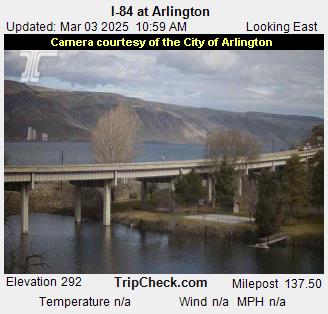 I-84 at Arlington
Updated: Mar 03 2025 10:59 AM Looking East
Camera courtesy of the City of Arlington
Elevation 292 TripCheck.com Milepost 137.50
Temperature n/a Wind n/a MPH n/a